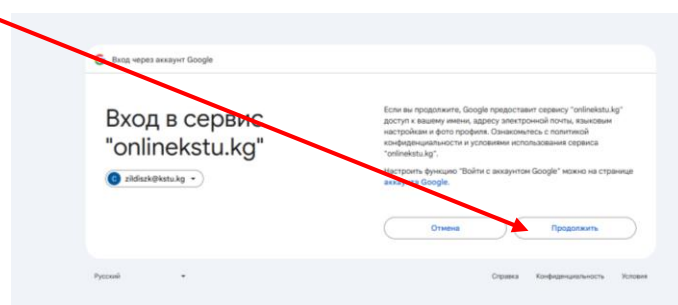 Вход через аккаунт Google
Вход в сервис
"onlinekstu.kg"
zildiszk@kstu.kg
Если вы продолжите, Google предоставит сервису "onlinekstu.kg"
доступ к вашему имени, адресу электронной почты, языковым
настройкам и фото профиля. Ознакомьтесь с политикой
конфиденциальности и условиями использования сервиса
"onlinekstu.kg".
Настроить функцию "Войти с аккаунтом Google" можно на странице
аккаунта Google.
Отмена
Продолжить
Русский
Справка Конфиденциальность Условия